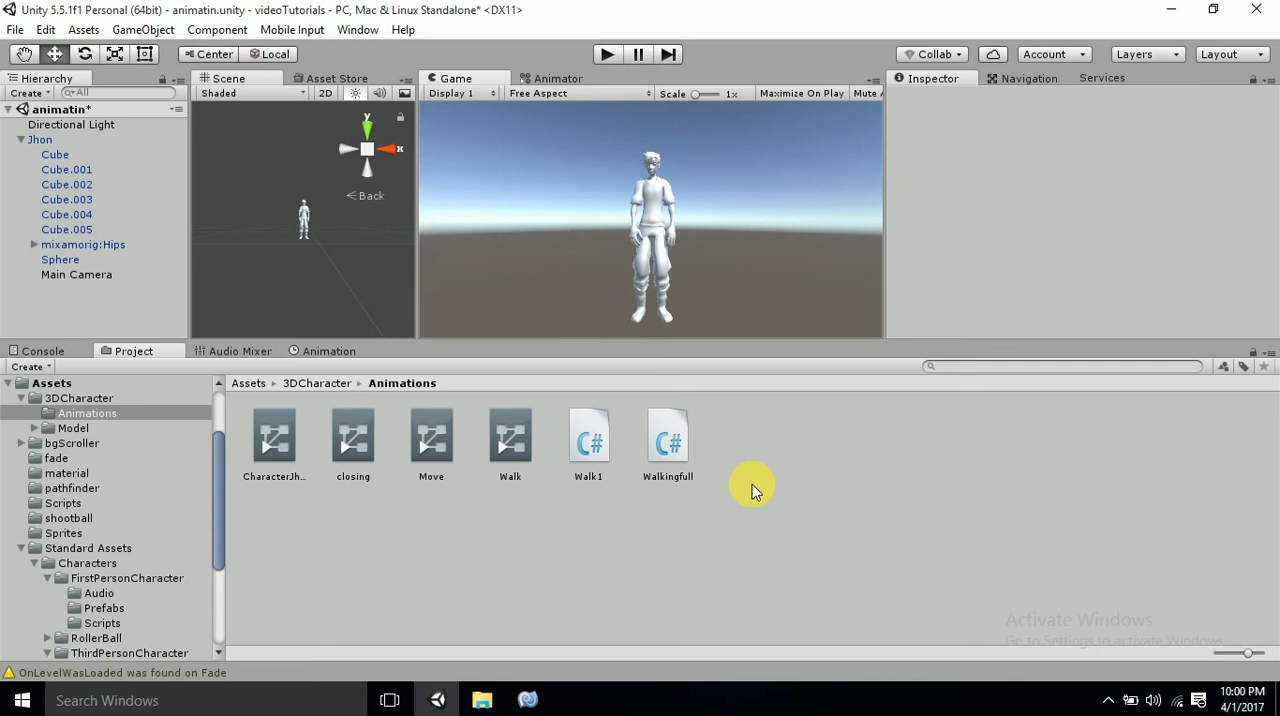 Unity 5.5.1f1 Personal (64bit) - animatin.unity - videoTutorials - PC, Mac & Linux Standalone* <DX11>
File Edit Assets GameObject Component Mobile Input Window Help
Center Local Collab Account Layers Layout
Hierarchy Scene Asset Store Game Animator Inspector Navigation Services
Create All Shaded 2D Display 1 Free Aspect Scale 1x Maximize On Play Mute A
animatin*
Directional Light
Jhon
Cube
Cube.001
Cube.002
Cube.003
Cube.004
Cube.005
mixamorig:Hips
Sphere
Main Camera
y
x
Back
Console Project Audio Mixer Animation
Create
Assets
3DCharacter
Animations
Model
bgScroller
fade
material
pathfinder
Scripts
shootball
Sprites
Standard Assets
Characters
FirstPersonCharacter
Audio
Prefabs
Scripts
RollerBall
ThirdPersonCharacter
Assets 3DCharacter Animations
C# C#
CharacterJh... closing Move Walk Walk1 Walkingfull
Activate Windows
Go to Settings to activate Windows.
OnLevelWasLoaded was found on Fade
Search Windows
10:00 PM
4/1/2017